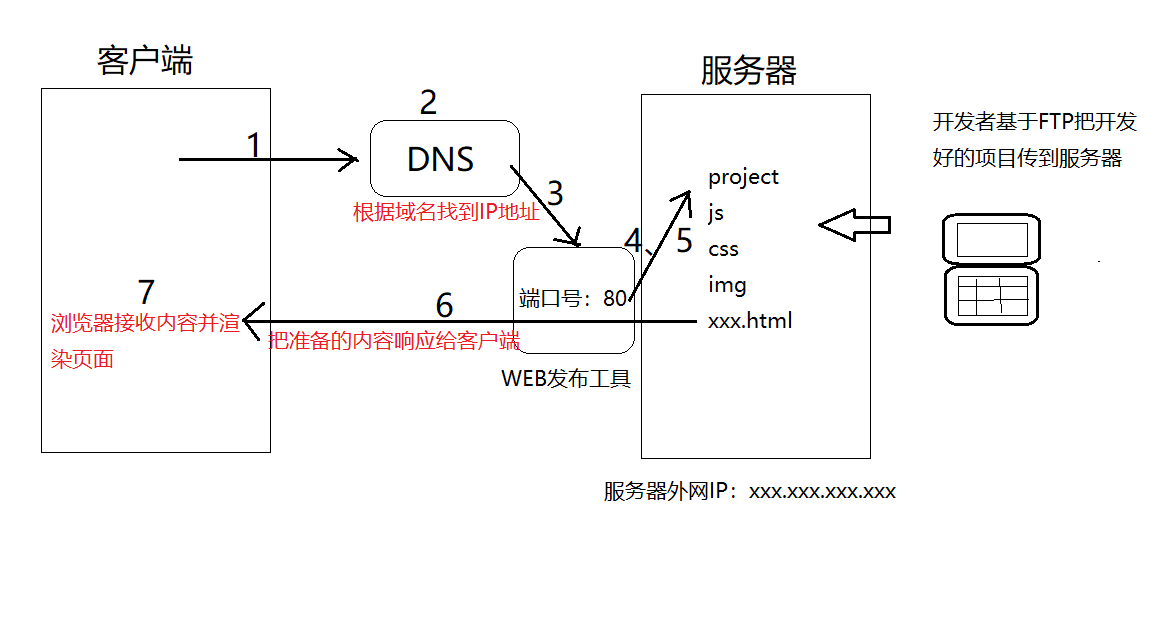 客户端
服务器
1
2
DNS
根据域名找到IP地址
3
开发者基于FTP把开发
好的项目传到服务器
project
js
css
img
xxx.html
4
5
端口号：80
WEB发布工具
6
把准备的内容响应给客户端
7
浏览器接收内容并渲
染页面
服务器外网IP：xxx.xxx.xxx.xxx